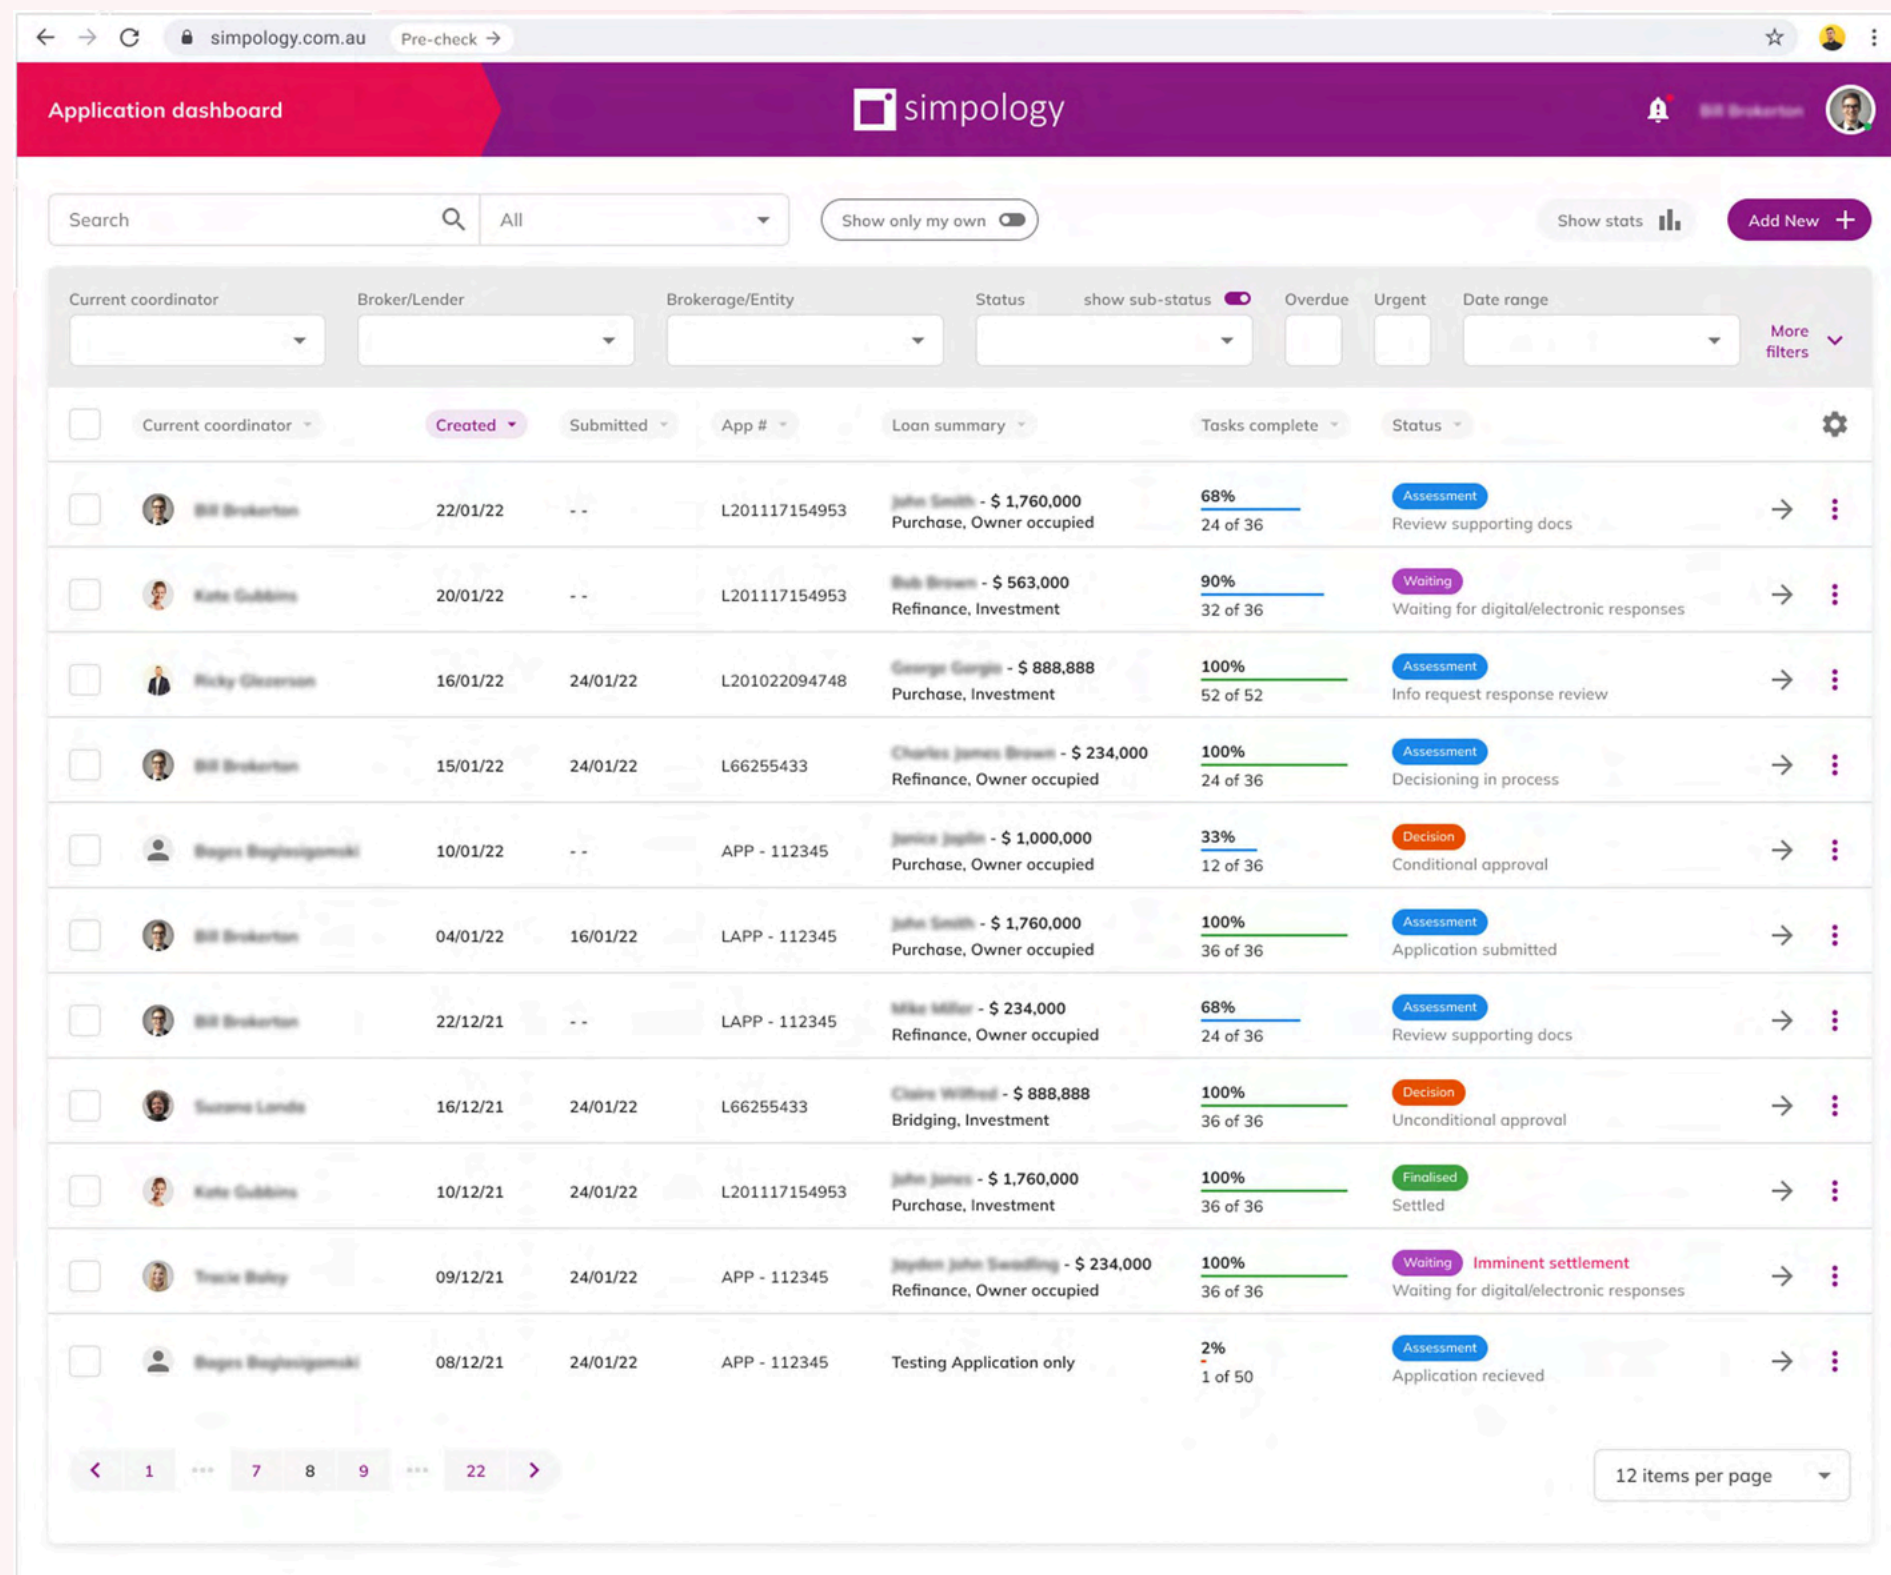 simpology.com.au Pre-check →
Application dashboard
simpology
Search
All
Show only my own
Show stats
Add New +
Current coordinator
Broker/Lender
Brokerage/Entity
Status
show sub-status
Overdue
Urgent
Date range
More
filters
Current coordinator
Created
Submitted
App #
Loan summary
Tasks complete
Status
22/01/22
- -
L201117154953
- $ 1,760,000
Purchase, Owner occupied
68%
24 of 36
Assessment
Review supporting docs
20/01/22
- -
L201117154953
- $ 563,000
Refinance, Investment
90%
32 of 36
Waiting
Waiting for digital/electronic responses
16/01/22
24/01/22
L201022094748
- $ 888,888
Purchase, Investment
100%
52 of 52
Assessment
Info request response review
15/01/22
24/01/22
L66255433
- $ 234,000
Refinance, Owner occupied
100%
24 of 36
Assessment
Decisioning in process
10/01/22
- -
APP - 112345
- $ 1,000,000
Purchase, Owner occupied
33%
12 of 36
Decision
Conditional approval
04/01/22
16/01/22
LAPP - 112345
- $ 1,760,000
Purchase, Owner occupied
100%
36 of 36
Assessment
Application submitted
22/12/21
- -
LAPP - 112345
- $ 234,000
Refinance, Owner occupied
68%
24 of 36
Assessment
Review supporting docs
16/12/21
24/01/22
L66255433
- $ 888,888
Bridging, Investment
100%
36 of 36
Decision
Unconditional approval
10/12/21
24/01/22
L201117154953
- $ 1,760,000
Purchase, Investment
100%
36 of 36
Finalised
Settled
09/12/21
24/01/22
APP - 112345
- $ 234,000
Refinance, Owner occupied
100%
36 of 36
Waiting Imminent settlement
Waiting for digital/electronic responses
08/12/21
24/01/22
APP - 112345
Testing Application only
2%
1 of 50
Assessment
Application recieved
1 ... 7 8 9 ... 22
12 items per page